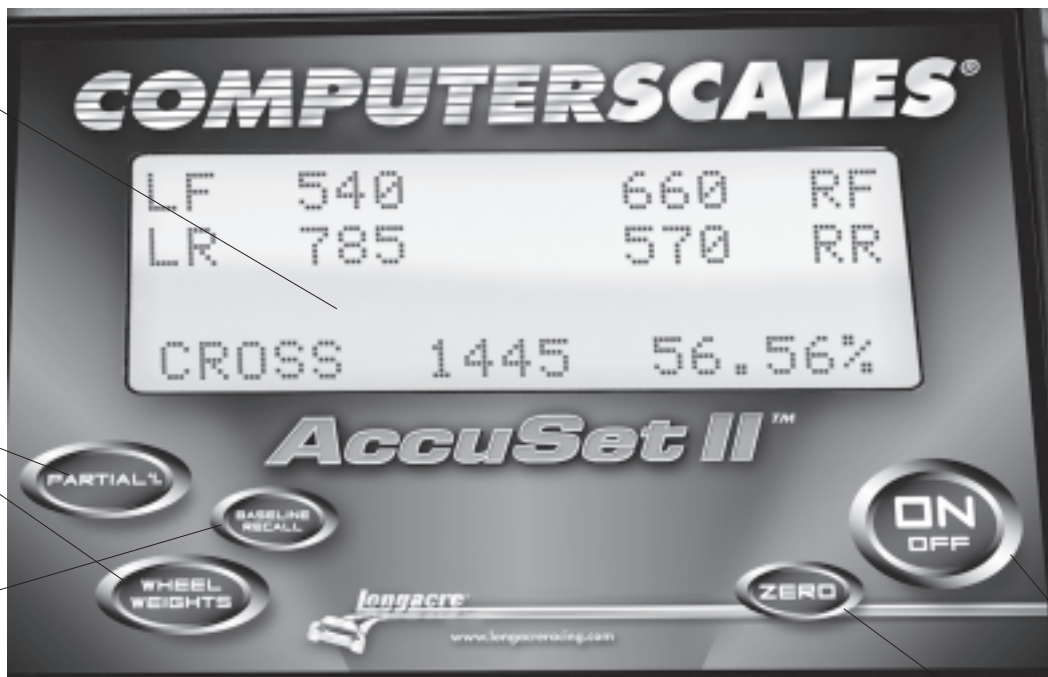 COMPUTERSCALES®
LF 540 660 RF
LR 785 570 RR
CROSS 1445 56.56%
AccuSet II™
PARTIAL%
BASELINE
RECALL
ON
OFF
WHEEL
WEIGHTS
ZERO
longacre
www.longacreracing.com